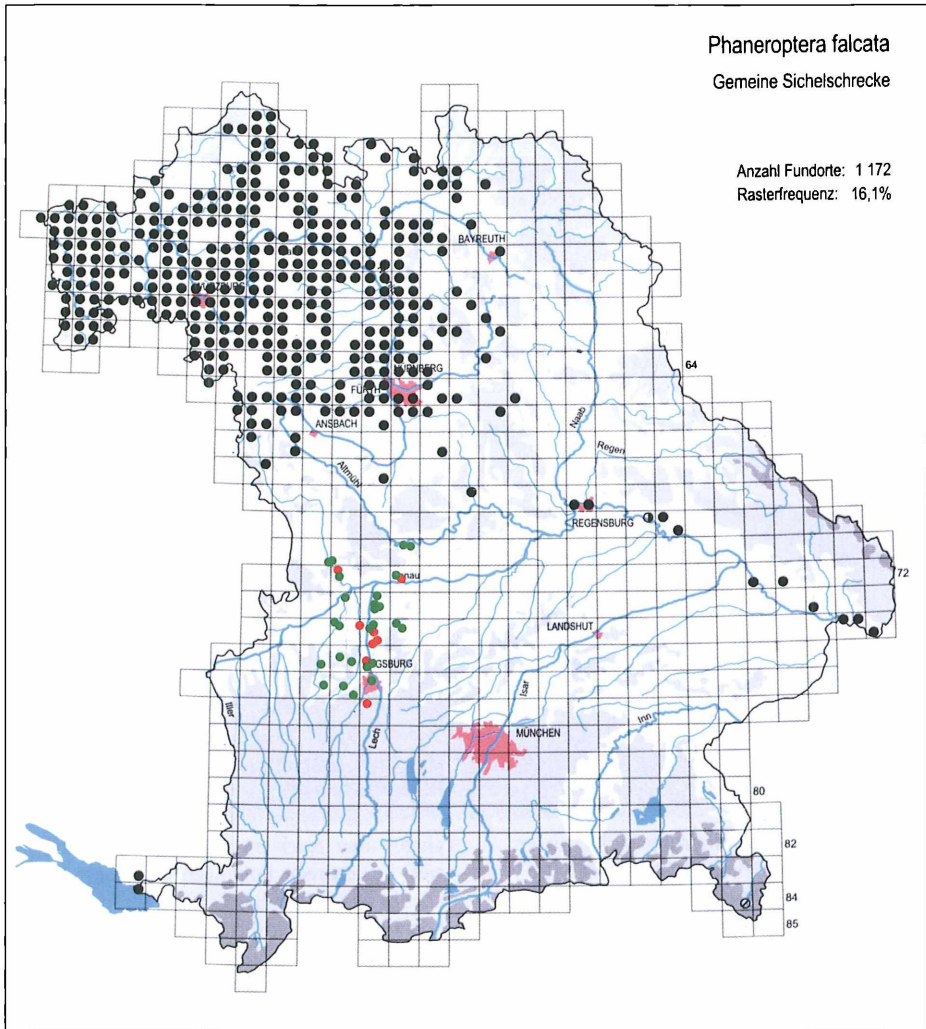 Phaneroptera falcata
Gemeine Sichelschrecke
Anzahl Fundorte: 1 172
Rasterfrequenz: 16,1%
BAYREUTH
64
FÜRTH
ANSBACH
Altmühl
Naab
Regen
REGENSBURG
72
LANDSHUT
Isar
Iller
Lech
Inn
MÜNCHEN
80
82
84
85